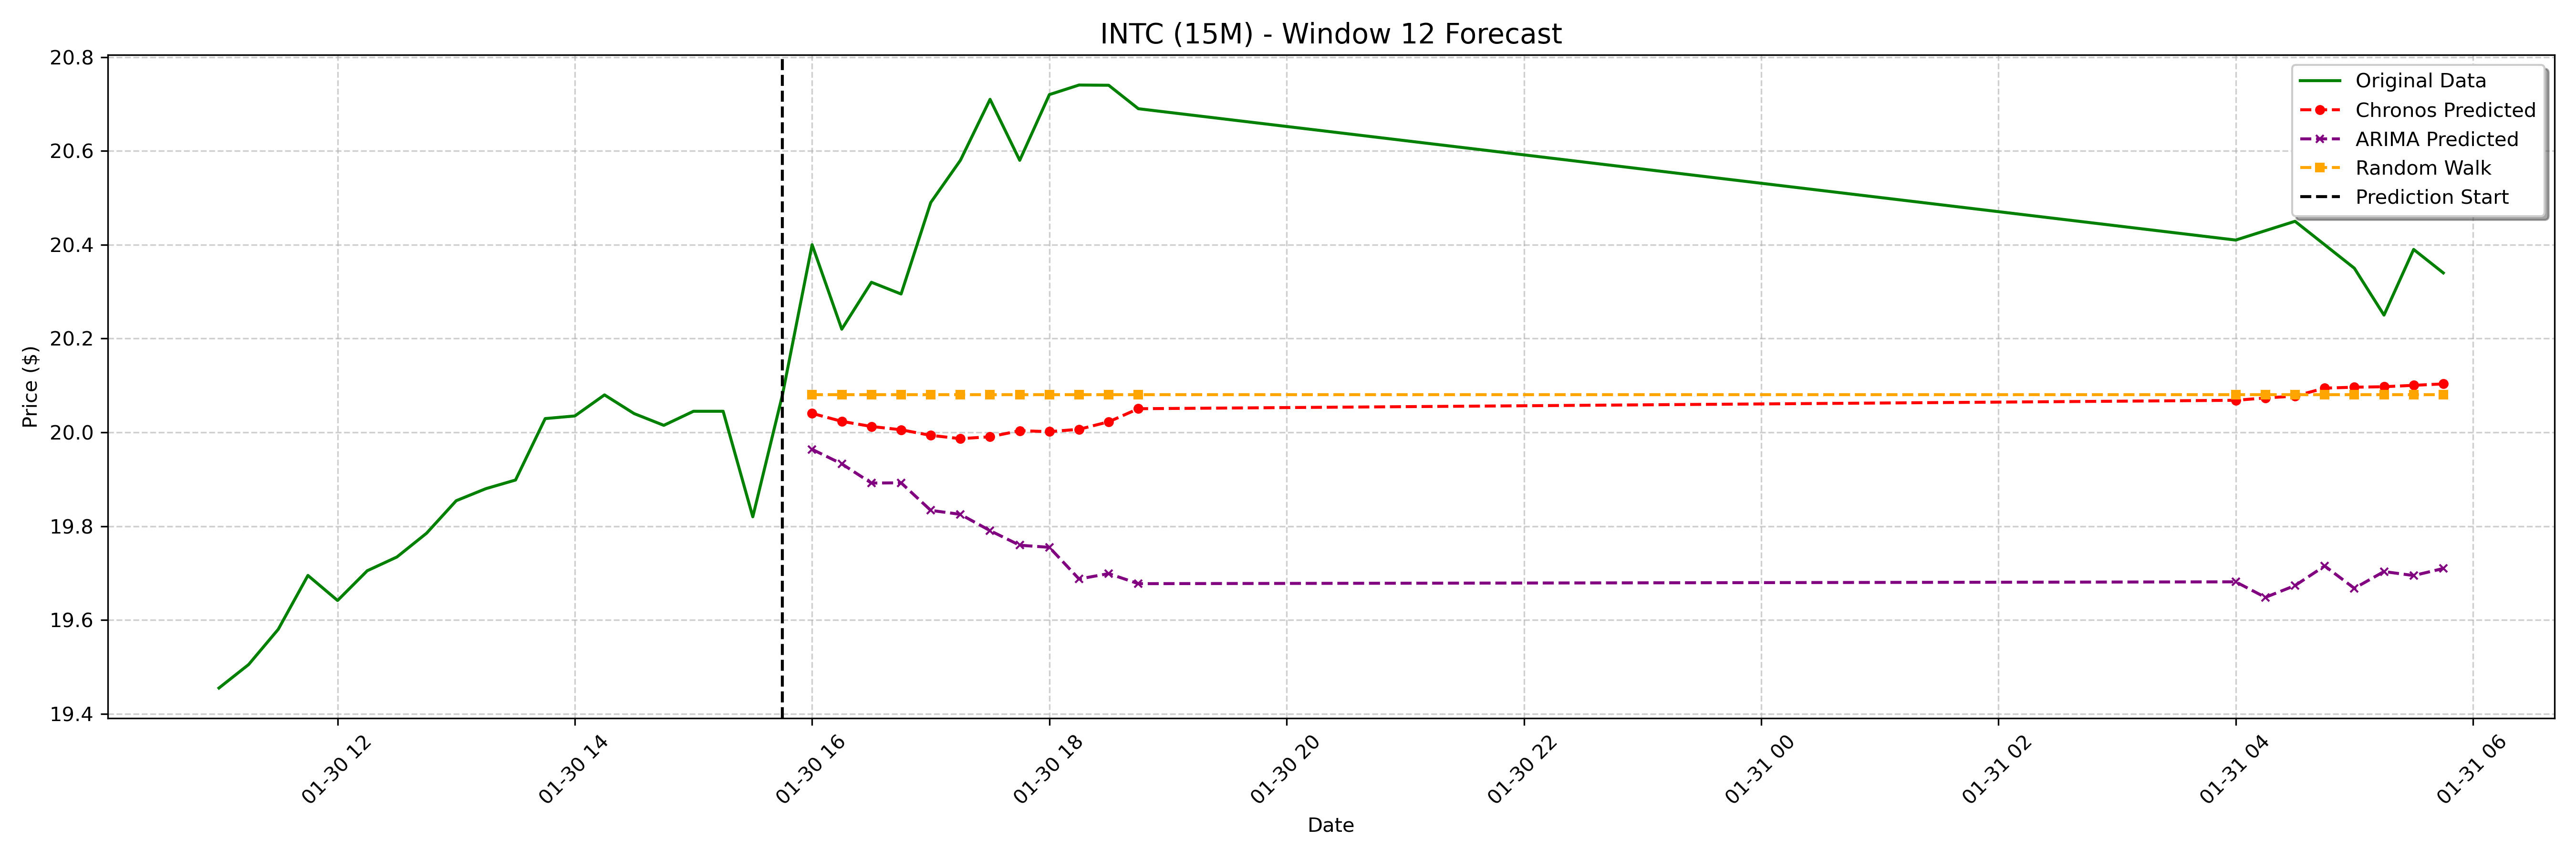 INTC (15M) - Window 12 Forecast
Price ($)
20.8
20.6
20.4
20.2
20.0
19.8
19.6
19.4
Original Data
Chronos Predicted
ARIMA Predicted
Random Walk
Prediction Start
01-30 12
01-30 14
01-30 16
01-30 18
01-30 20
01-30 22
01-31 00
01-31 02
01-31 04
01-31 06
Date